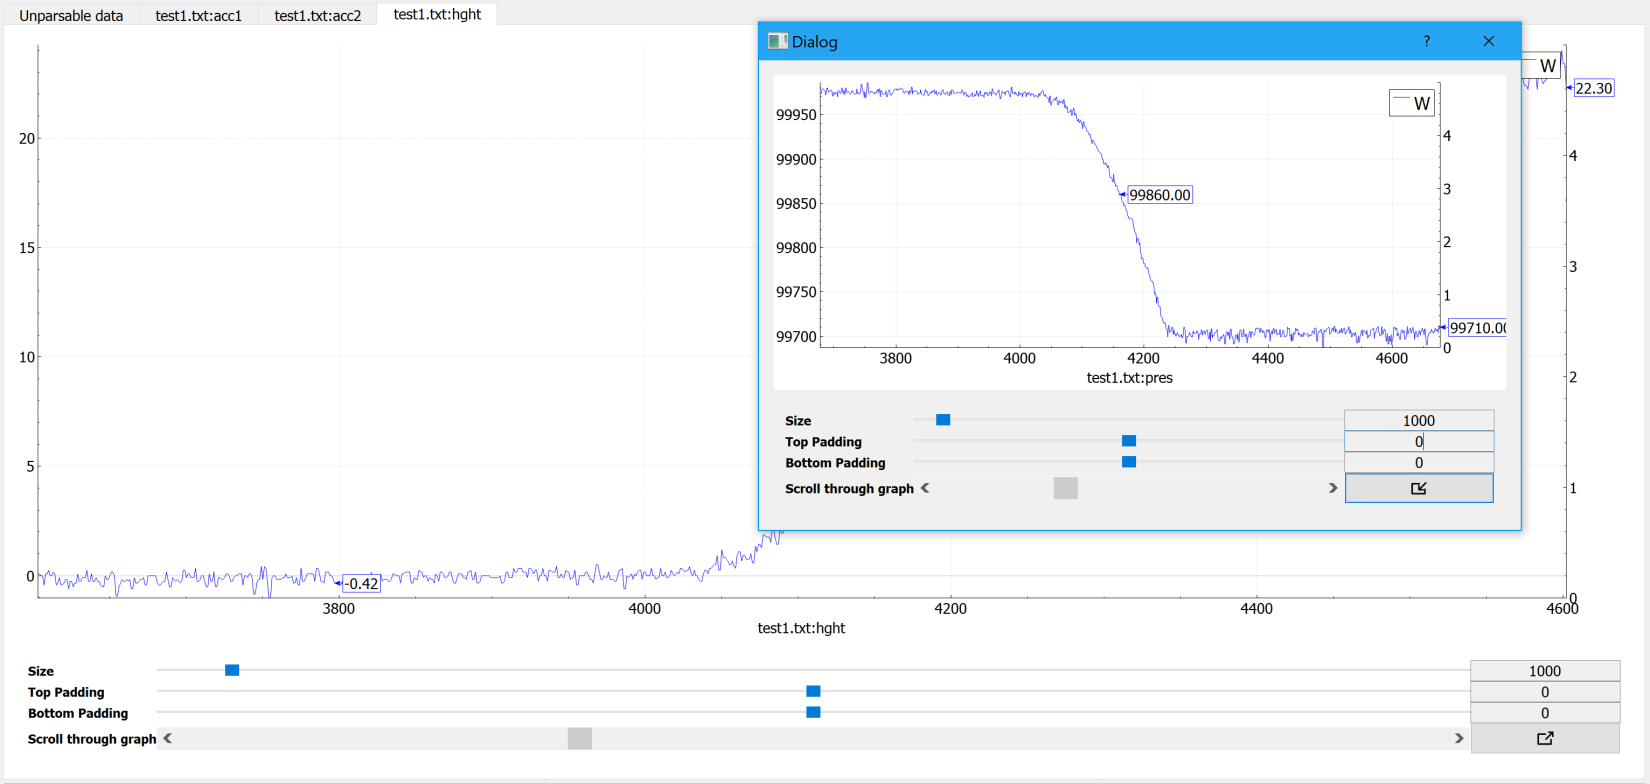 Unparsable data
test1.txt:acc1
test1.txt:acc2
test1.txt:hght
Dialog
?
W
22.30
20
15
10
5
0
4
3
2
1
0
-0.42
3800
4000
4200
4400
4600
test1.txt:hght
99950
99900
99850
99800
99750
99700
W
4
3
2
1
0
99860.00
99710.00
3800
4000
4200
4400
4600
test1.txt:pres
Size 1000
Top Padding 0
Bottom Padding 0
Scroll through graph
Size 1000
Top Padding 0
Bottom Padding 0
Scroll through graph